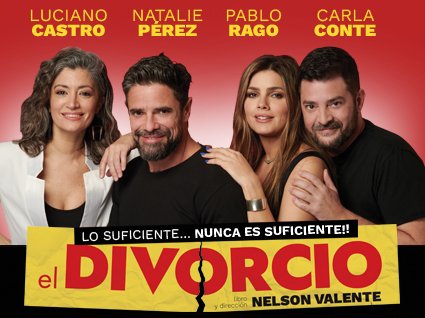 LUCIANO CASTRO
NATALIE PÉREZ
PABLO RAGO
CARLA CONTE
LO SUFICIENTE... NUNCA ES SUFICIENTE!!
el DIVORCIO
libro y dirección NELSON VALENTE